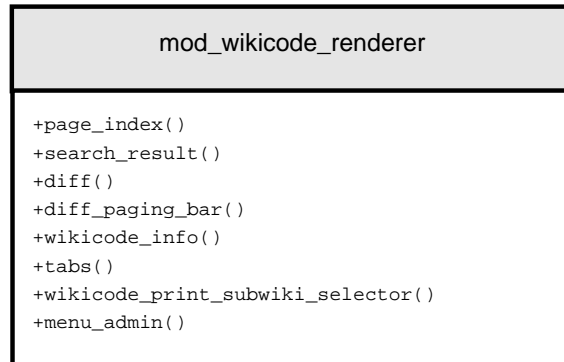 mod_wikicode_renderer
+page_index()
+search_result()
+diff()
+diff_paging_bar()
+wikicode_info()
+tabs()
+wikicode_print_subwiki_selector()
+menu_admin()